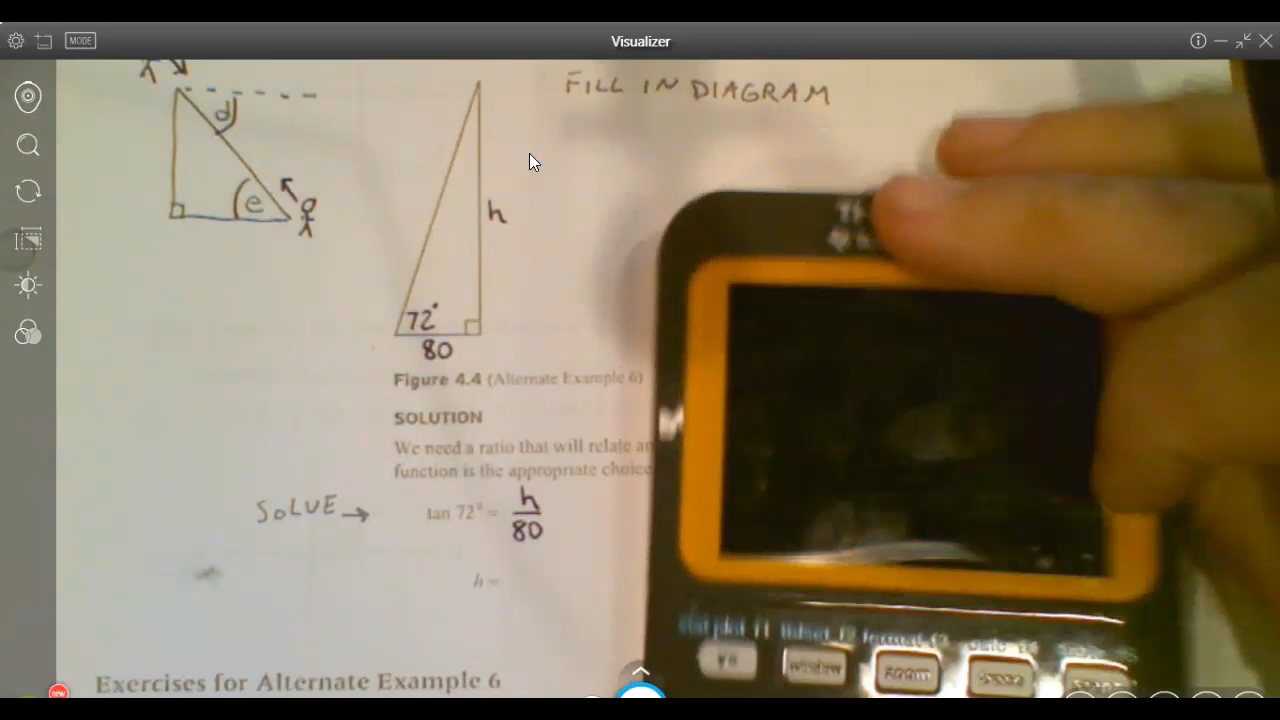 MODE
Visualizer
FILL IN DIAGRAM
d
e
h
72°
80
Figure 4.4 (Alternate Example 6)
SOLUTION
We need a ratio that will relate
function is the appropriate choice
SOLVE → tan 72° = h
80
h =
window
zoom
Exercises for Alternate Example 6
new